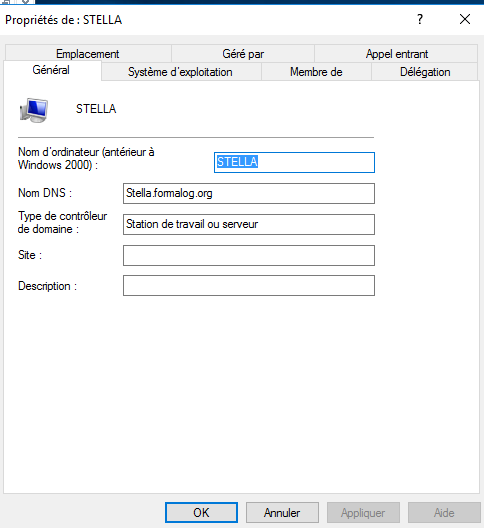 Propriétés de : STELLA
Emplacement Géré par Appel entrant
Général Système d'exploitation Membre de Délégation
STELLA
Nom d'ordinateur (antérieur à
Windows 2000) :
STELLA
Nom DNS : Stella.formalog.org
Type de contrôleur
de domaine :
Station de travail ou serveur
Site :
Description :
OK Annuler Appliquer Aide